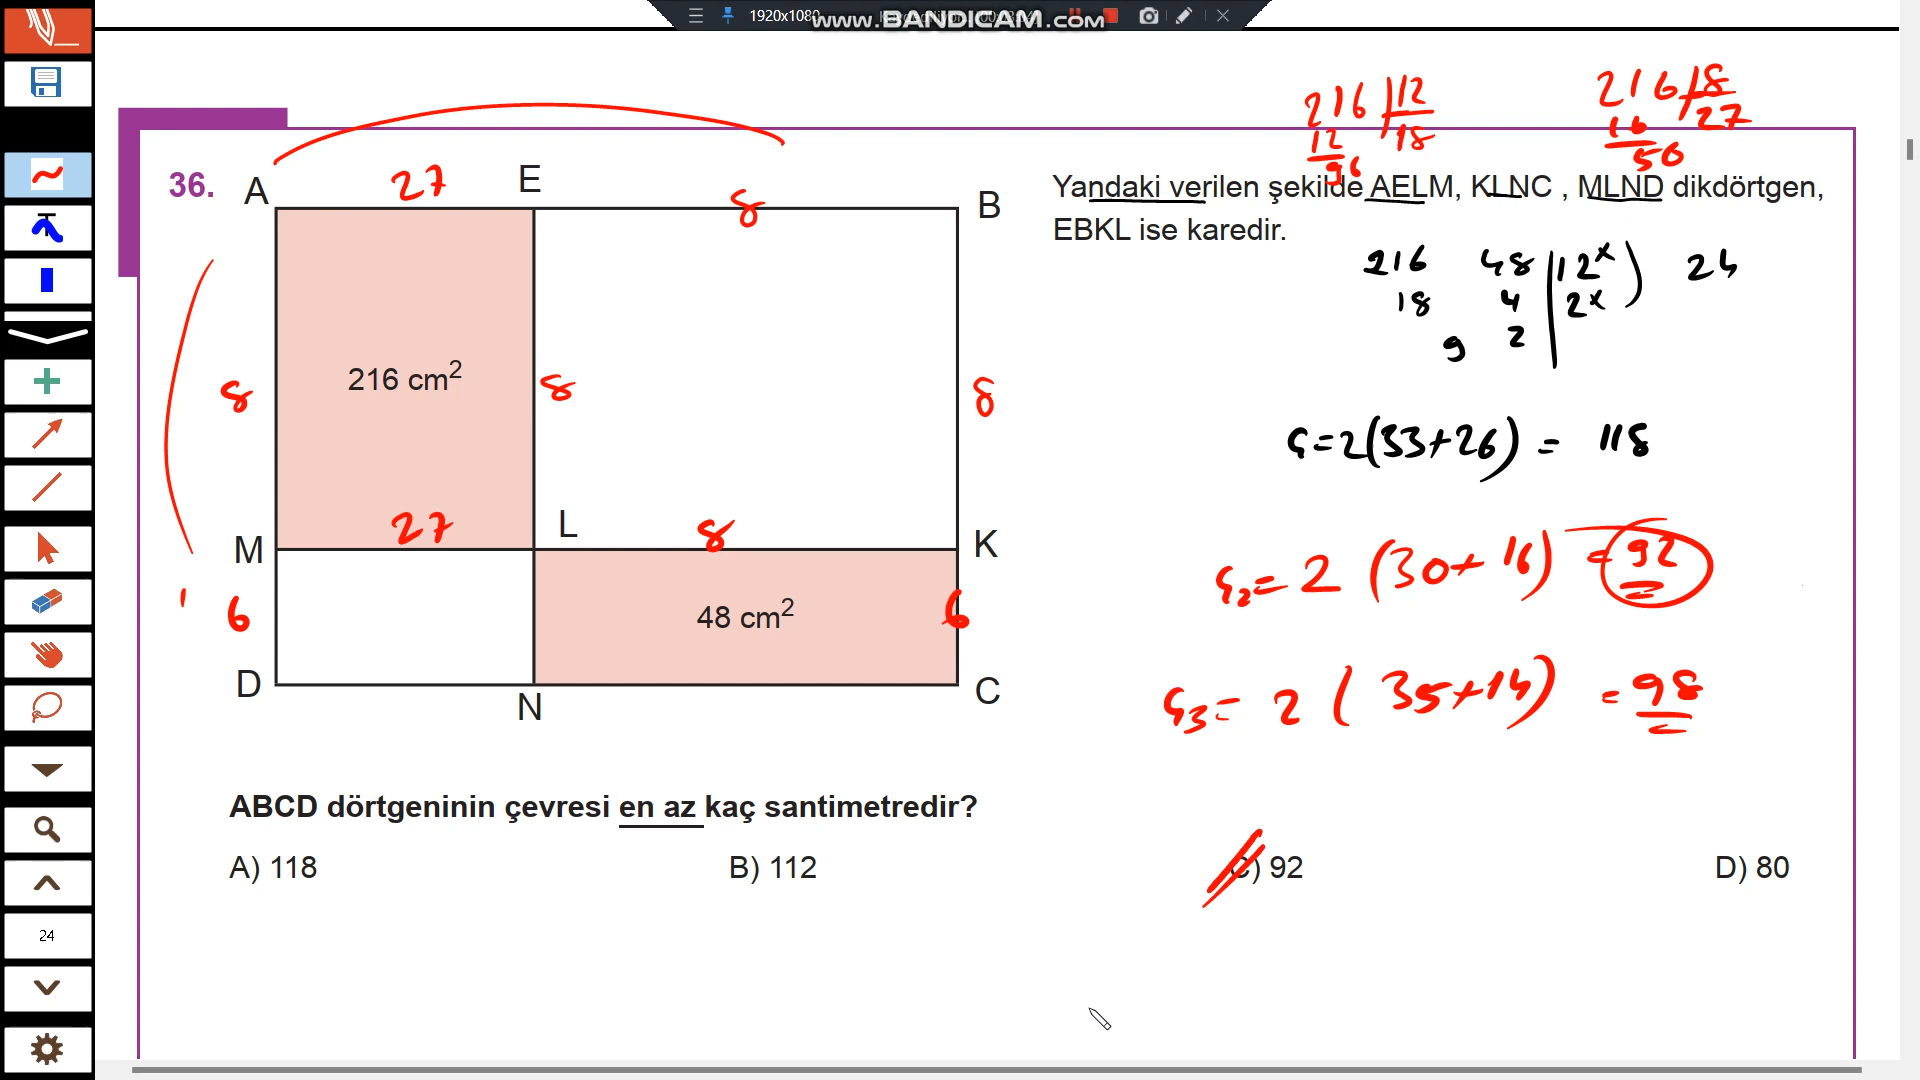 1920x1080
www.BANDICAM.com
216 12
12 18
96
216 8
16 27
56
36.
A
27
E
8
B
Yandaki verilen şekilde AELM, KLNC , MLND dikdörtgen,
EBKL ise karedir.
216 48 12x 24
18 4 2x
9 2
8
216 cm²
8
8
Ç=2(33+26) = 118
27
L
8
M
K
Ç2= 2 (30+16) =92
6
48 cm²
6
Ç3= 2 (35+14) =98
D
N
C
ABCD dörtgeninin çevresi en az kaç santimetredir?
A) 118 B) 112 C) 92 D) 80
24